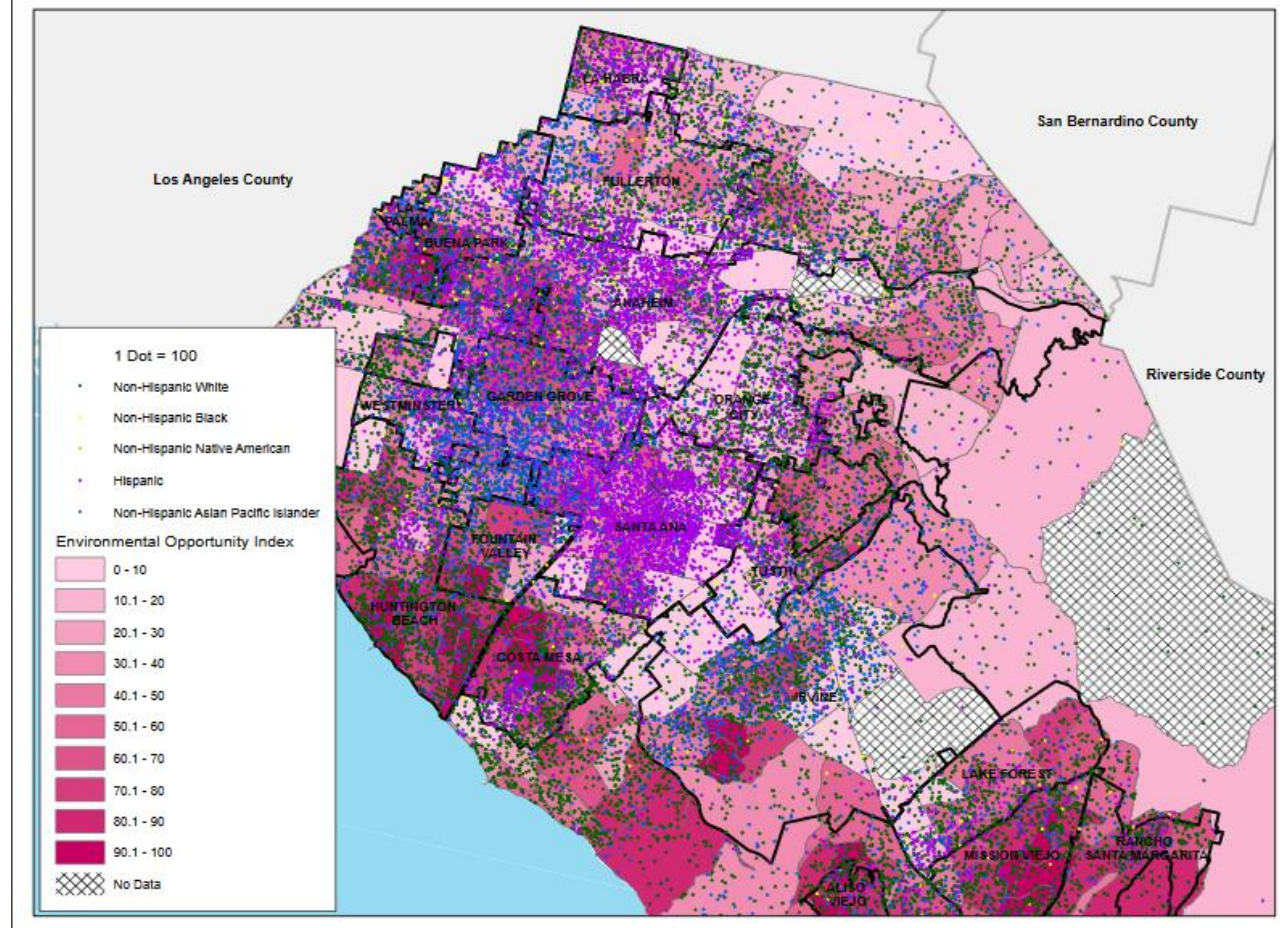 LA HABRA
San Bernardino County
Los Angeles County
FULLERTON
LA
PALMA
BUENA PARK
ANAHEIM
1 Dot = 100
Non-Hispanic White
Non-Hispanic Black
Non-Hispanic Native American
Hispanic
Non-Hispanic Asian Pacific Islander
Environmental Opportunity Index
0 - 10
10.1 - 20
20.1 - 30
30.1 - 40
40.1 - 50
50.1 - 60
60.1 - 70
70.1 - 80
80.1 - 90
90.1 - 100
No Data
Riverside County
GARDEN GROVE
WESTMINSTER
ORANGE
CITY
SANTA ANA
FOUNTAIN
VALLEY
TUSTIN
HUNTINGTON
BEACH
COSTA MESA
IRVINE
LAKE FOREST
MISSION VIEJO
RANCHO
SANTA MARGARITA
ALISO
VIEJO